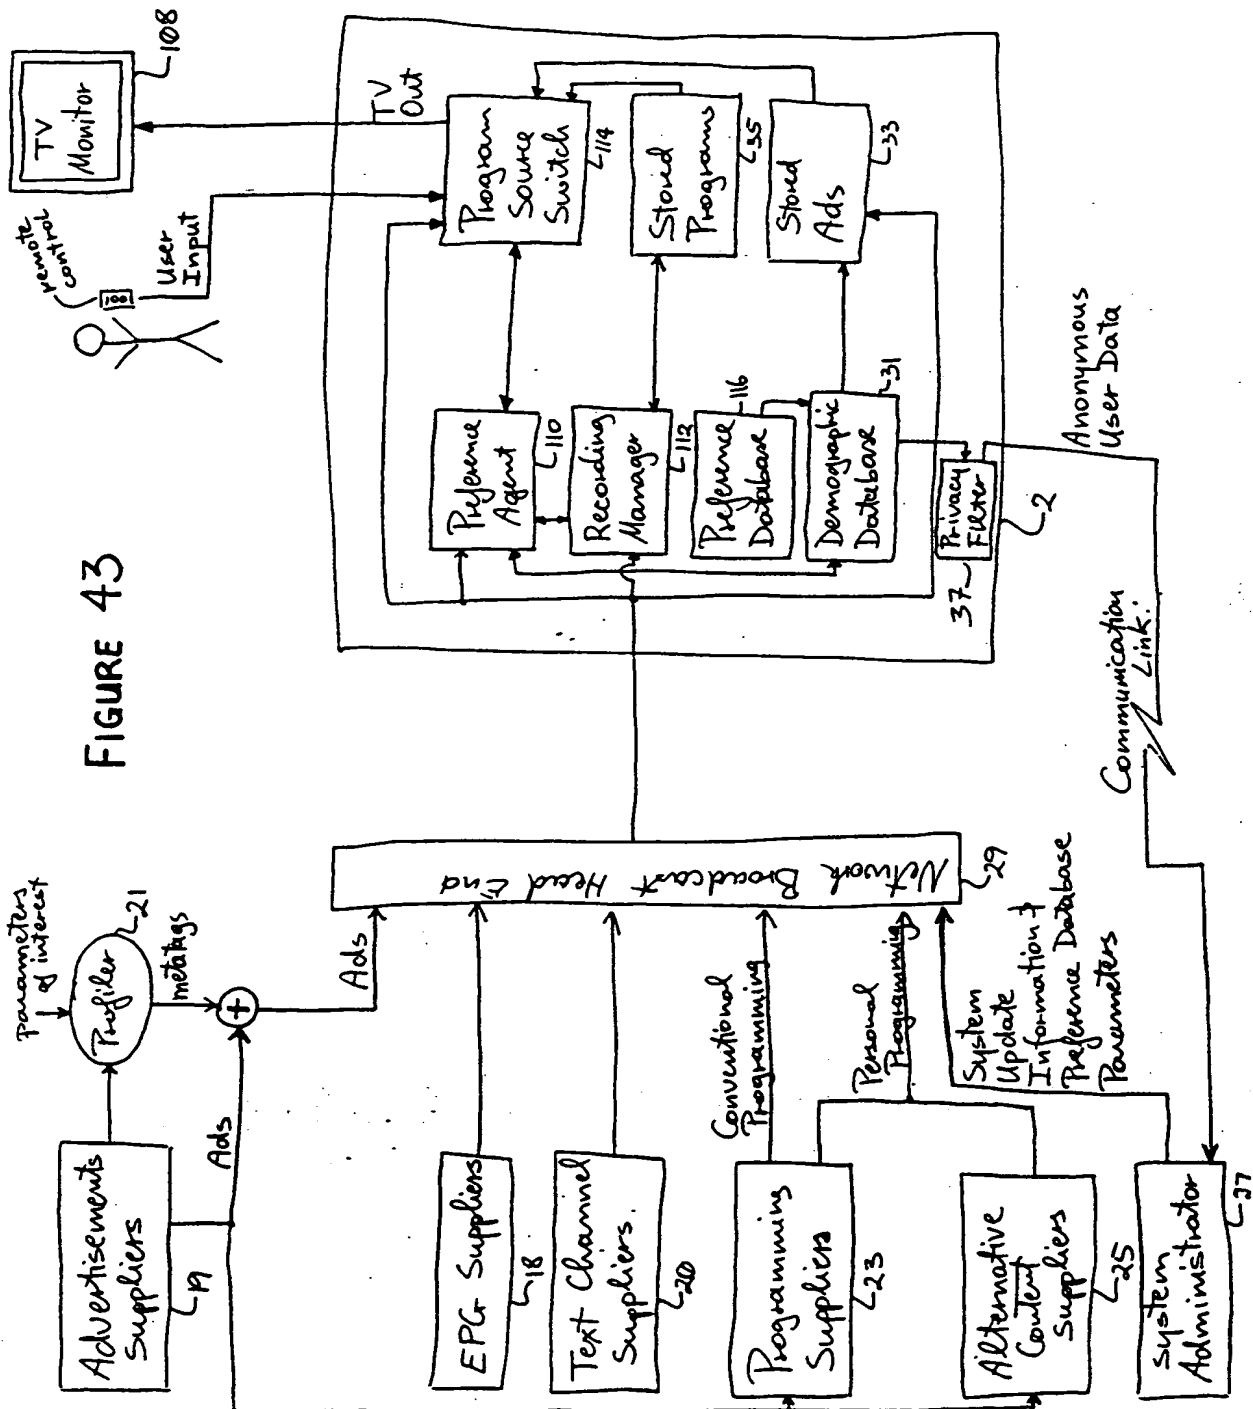 FIGURE 43
parameters
of interest
Profiler
21
metatags
+
Advertisements
Suppliers
19
Ads
Ads
EPG Suppliers
18
Text Channel
Suppliers.
20
Programming
Suppliers
23
Conventional
Programming
Alternative
Content
Suppliers
25
Personal
Programming
System
Administrator
27
System
Update
Information +
Preference Database
Parameters
Network Broadcast Head End
29
Communication
Link.
Anonymous
User Data
remote
control
100
User
Input
TV
Monitor
108
TV
Out
Program
Source
Switch
114
Preference
Agent
110
Recording
Manager
112
Stored
Programs
35
Preference
Database
116
Demographic
Database
31
Stored
Ads
33
Privacy
Filter
37
2